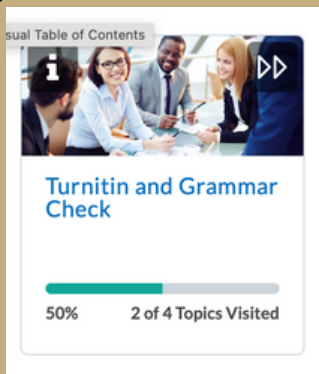 sual Table of Contents
Turnitin and Grammar
Check
50% 2 of 4 Topics Visited